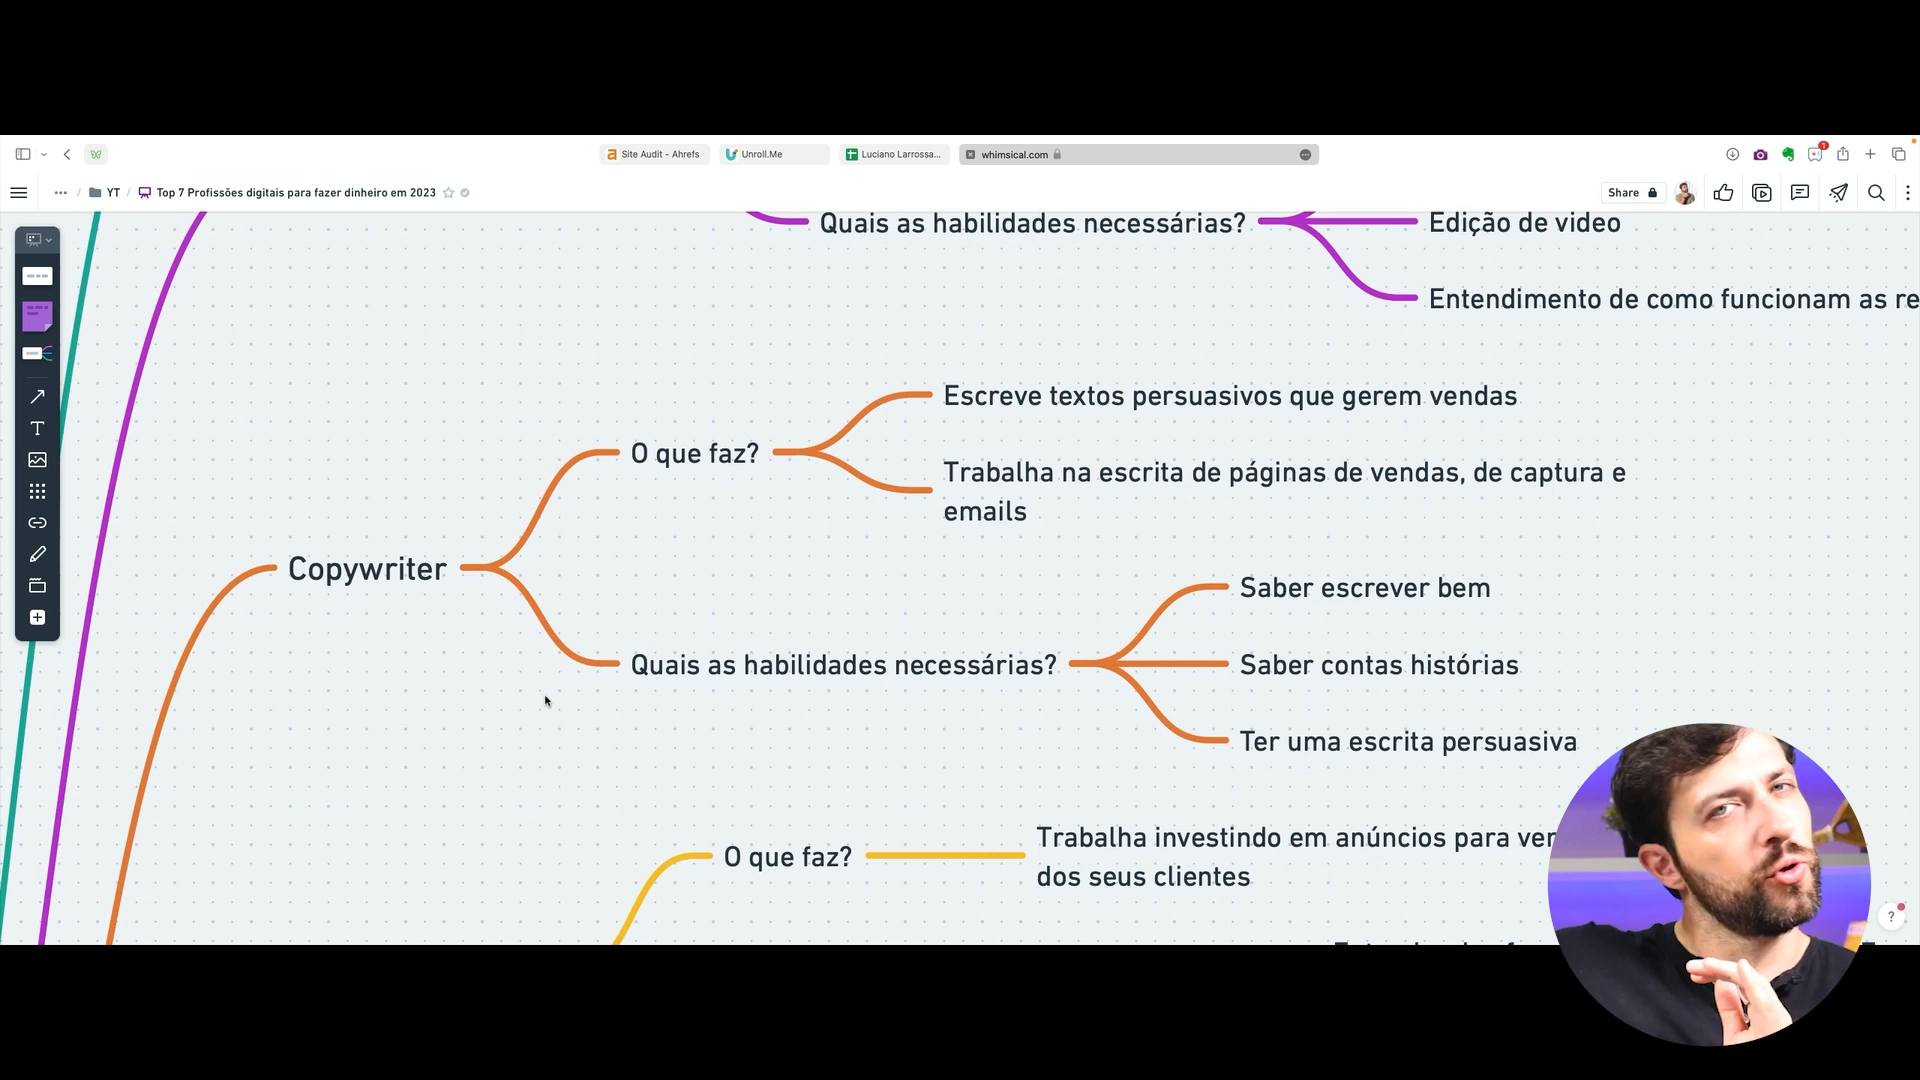 Site Audit - Ahrefs
Unroll.Me
Luciano Larrossa...
whimsical.com
1
YT / Top 7 Profissões digitais para fazer dinheiro em 2023
Share
Quais as habilidades necessárias?
Edição de video
Entendimento de como funcionam as re
Escreve textos persuasivos que gerem vendas
O que faz?
Trabalha na escrita de páginas de vendas, de captura e
emails
Copywriter
Saber escrever bem
Quais as habilidades necessárias?
Saber contas histórias
Ter uma escrita persuasiva
O que faz?
Trabalha investindo em anúncios para ver
dos seus clientes
?